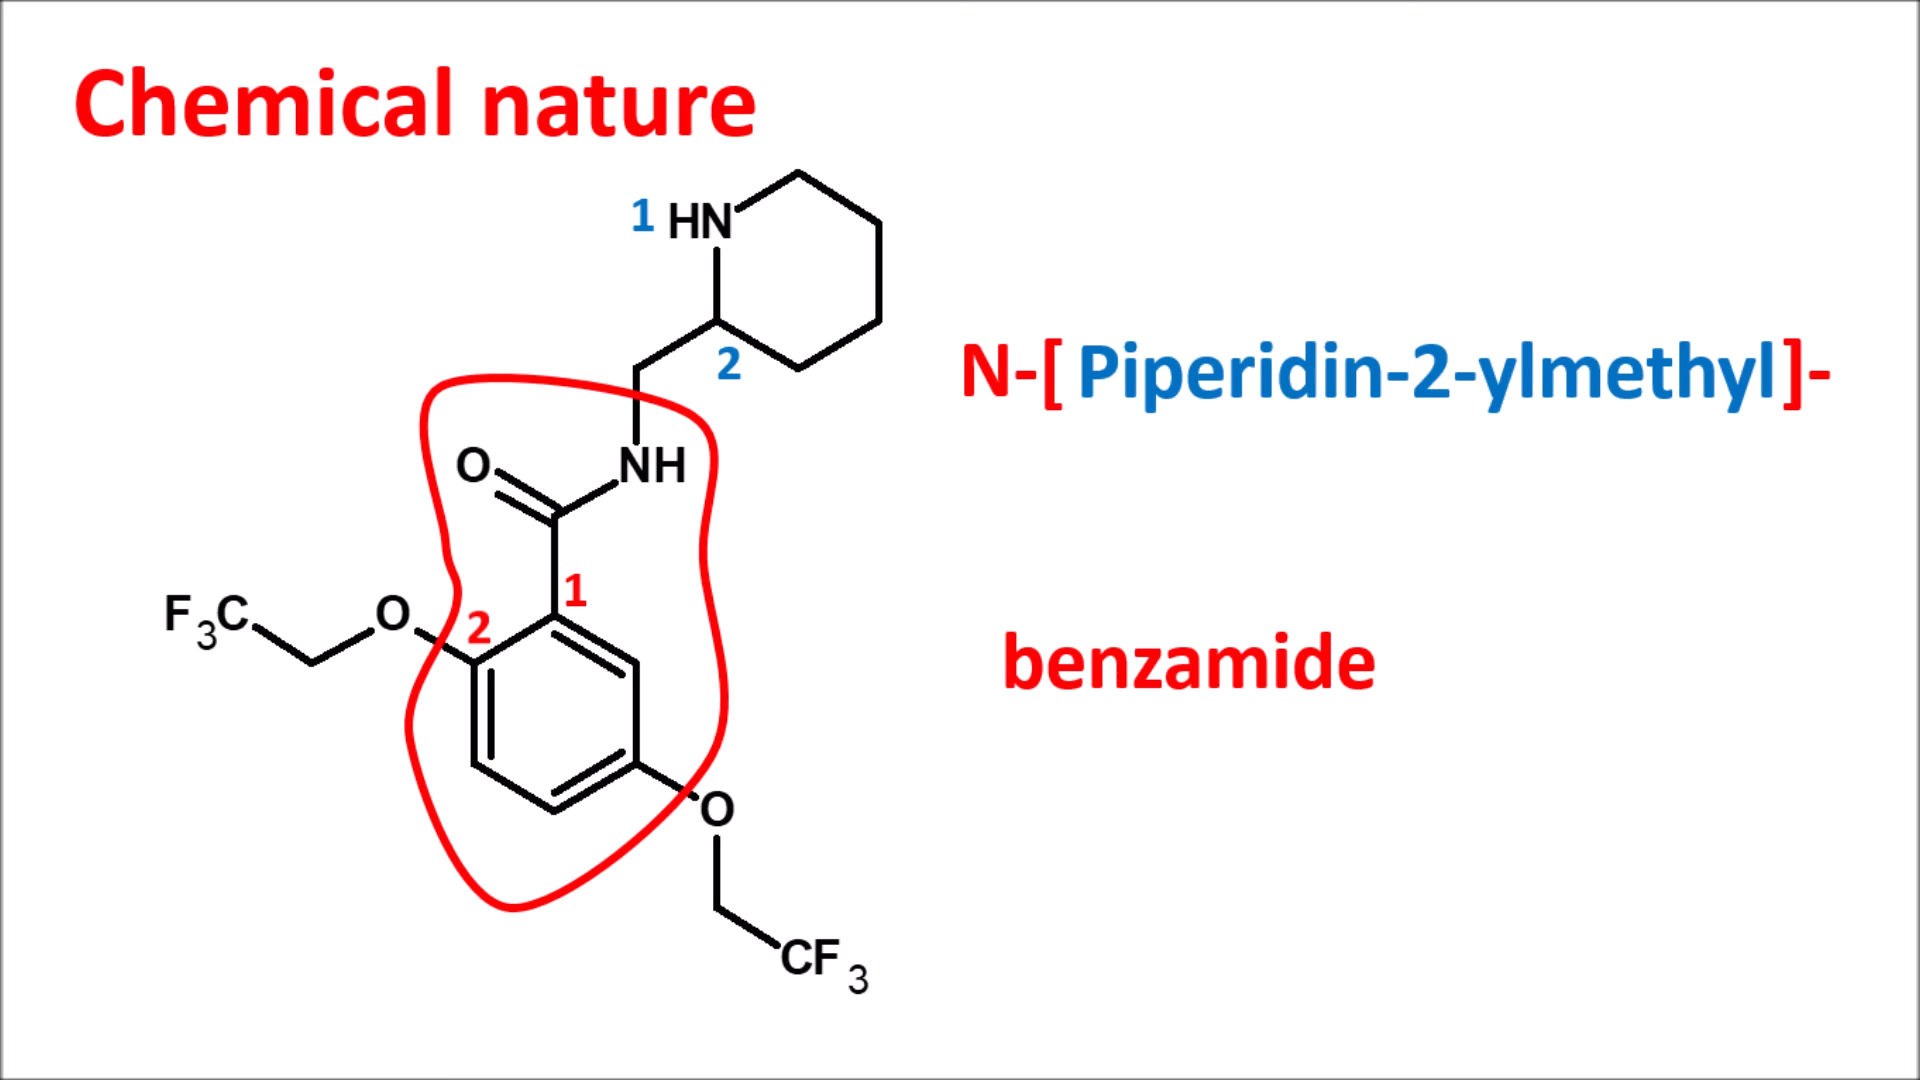 Chemical nature
1 HN
2
N-[Piperidin-2-ylmethyl]-
O NH
1
F3C O 2
benzamide
O
CF3